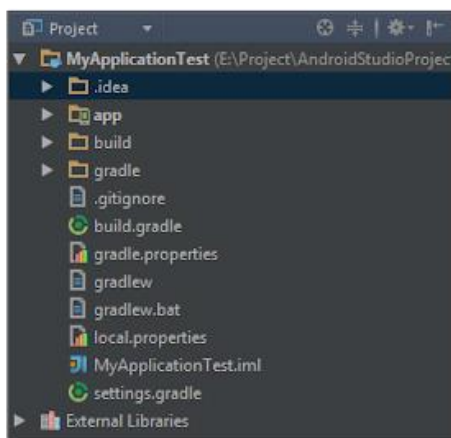 Project
MyApplicationTest (E:\Project\AndroidStudioProjec
.idea
app
build
gradle
.gitignore
build.gradle
gradle.properties
gradlew
gradlew.bat
local.properties
MyApplicationTest.iml
settings.gradle
External Libraries